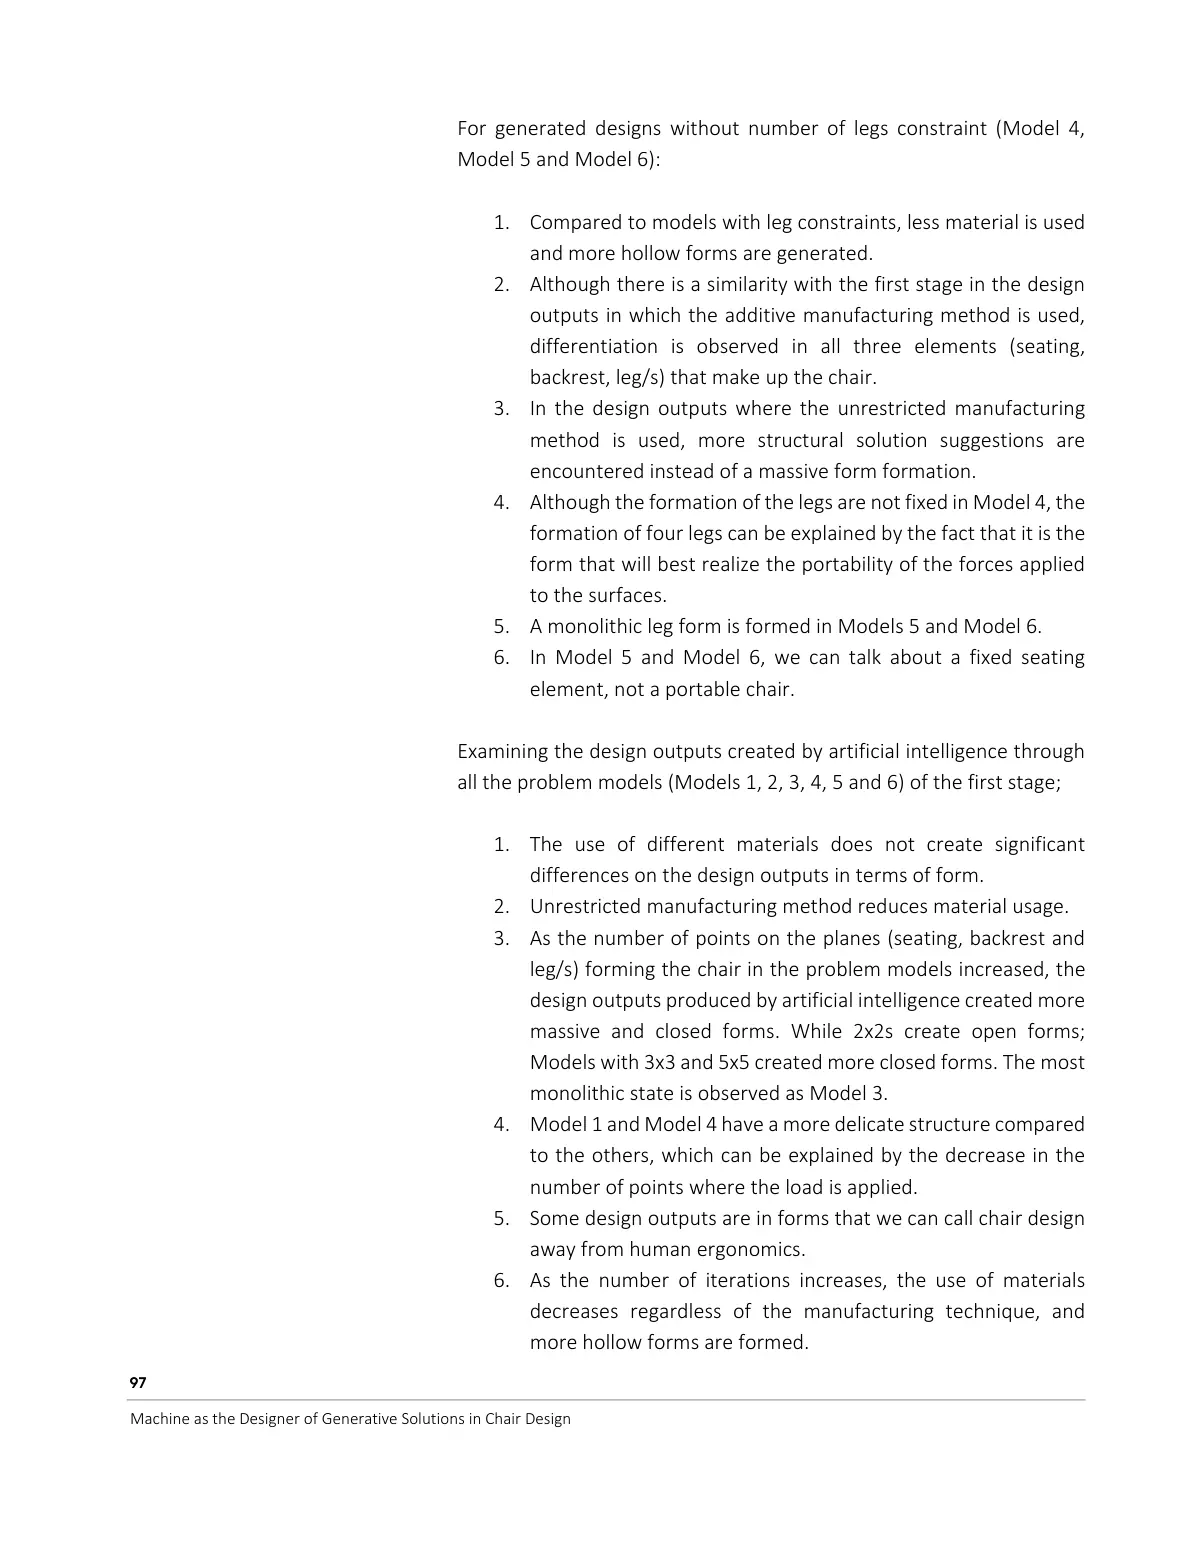 For generated designs without number of legs constraint (Model 4,
Model 5 and Model 6):
1. Compared to models with leg constraints, less material is used
and more hollow forms are generated.
2. Although there is a similarity with the first stage in the design
outputs in which the additive manufacturing method is used,
differentiation is observed in all three elements (seating,
backrest, leg/s) that make up the chair.
3. In the design outputs where the unrestricted manufacturing
method is used, more structural solution suggestions are
encountered instead of a massive form formation.
4. Although the formation of the legs are not fixed in Model 4, the
formation of four legs can be explained by the fact that it is the
form that will best realize the portability of the forces applied
to the surfaces.
5. A monolithic leg form is formed in Models 5 and Model 6.
6. In Model 5 and Model 6, we can talk about a fixed seating
element, not a portable chair.
Examining the design outputs created by artificial intelligence through
all the problem models (Models 1, 2, 3, 4, 5 and 6) of the first stage;
1. The use of different materials does not create significant
differences on the design outputs in terms of form.
2. Unrestricted manufacturing method reduces material usage.
3. As the number of points on the planes (seating, backrest and
leg/s) forming the chair in the problem models increased, the
design outputs produced by artificial intelligence created more
massive and closed forms. While 2x2s create open forms;
Models with 3x3 and 5x5 created more closed forms. The most
monolithic state is observed as Model 3.
4. Model 1 and Model 4 have a more delicate structure compared
to the others, which can be explained by the decrease in the
number of points where the load is applied.
5. Some design outputs are in forms that we can call chair design
away from human ergonomics.
6. As the number of iterations increases, the use of materials
decreases regardless of the manufacturing technique, and
more hollow forms are formed.
97
Machine as the Designer of Generative Solutions in Chair Design